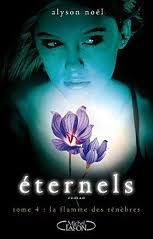 alyson noël
éternels
roman
tome 4 : la flamme des ténèbres
Michel
LAFON